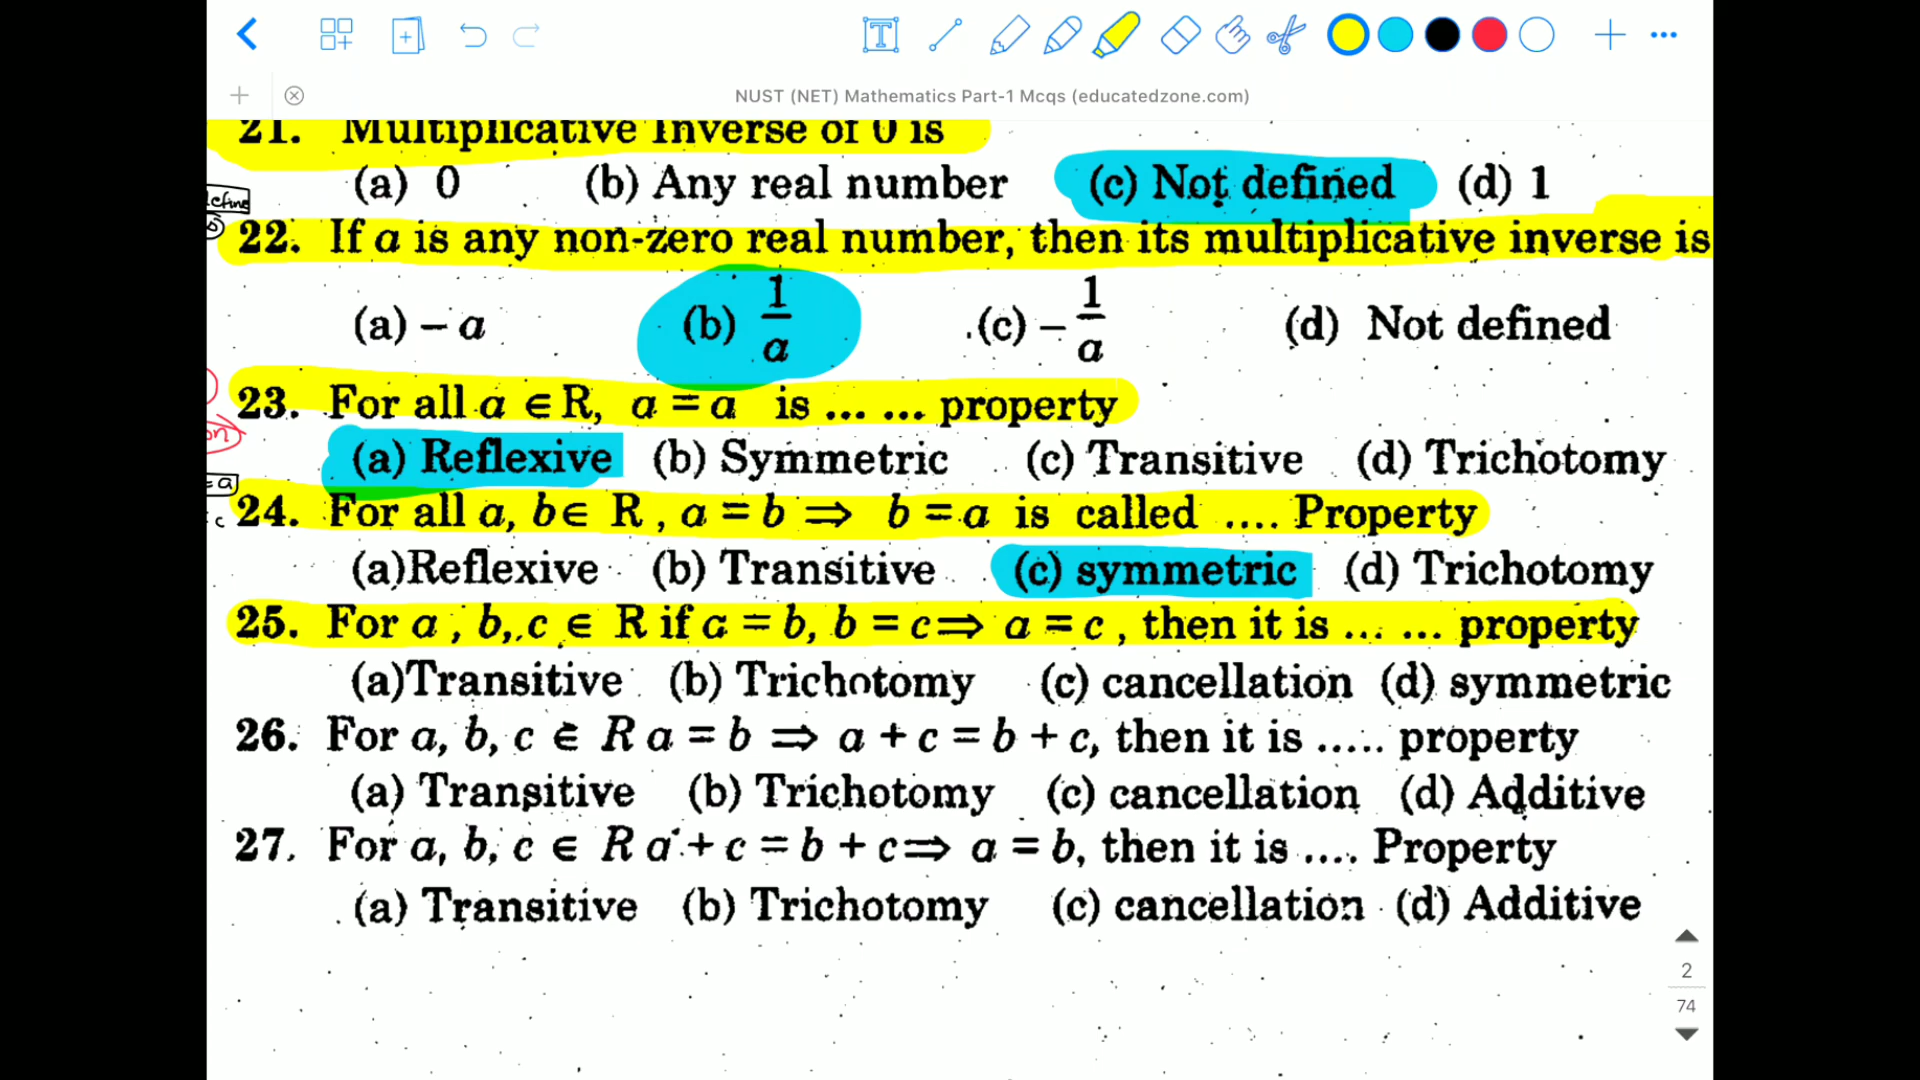 NUST (NET) Mathematics Part-1 Mcqs (educatedzone.com)
21. Multiplicative Inverse of 0 is
(a) 0 (b) Any real number (c) Not defined (d) 1
22. If a is any non-zero real number, then its multiplicative inverse is
(a) – a (b) 1/a (c) – 1/a (d) Not defined
23. For all a ∈ R, a = a is ... ... property
(a) Reflexive (b) Symmetric (c) Transitive (d) Trichotomy
= a
24. For all a, b∈ R , a = b ⇒ b = a is called .... Property
c
(a)Reflexive (b) Transitive (c) symmetric (d) Trichotomy
25. For a , b, c ∈ R if a = b, b = c⇒ a = c , then it is ... ... property
(a)Transitive (b) Trichotomy (c) cancellation (d) symmetric
26. For a, b, c ∈ R a = b ⇒ a + c = b + c, then it is ..... property
(a) Transitive (b) Trichotomy (c) cancellation (d) Additive
27. For a, b, c ∈ R a + c = b + c⇒ a = b, then it is .... Property
(a) Transitive (b) Trichotomy (c) cancellation (d) Additive
2
74